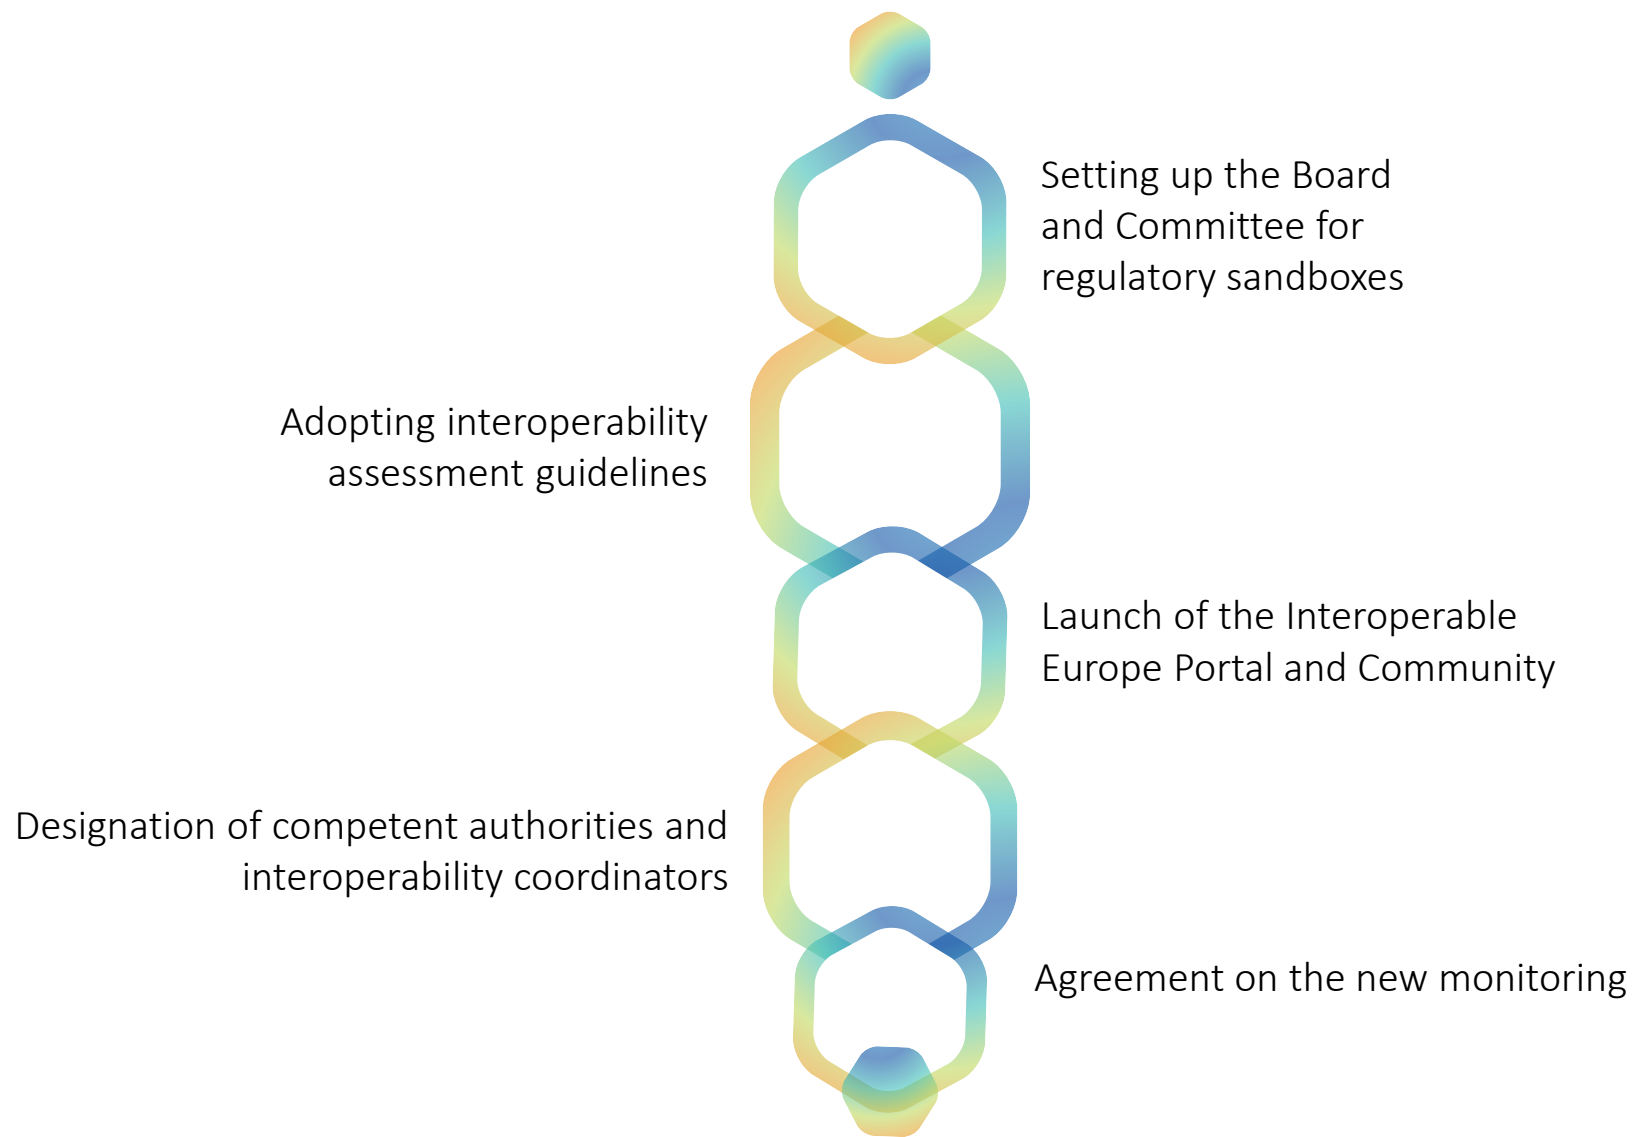 Setting up the Board
and Committee for
regulatory sandboxes
Adopting interoperability
assessment guidelines
Launch of the Interoperable
Europe Portal and Community
Designation of competent authorities and
interoperability coordinators
Agreement on the new monitoring